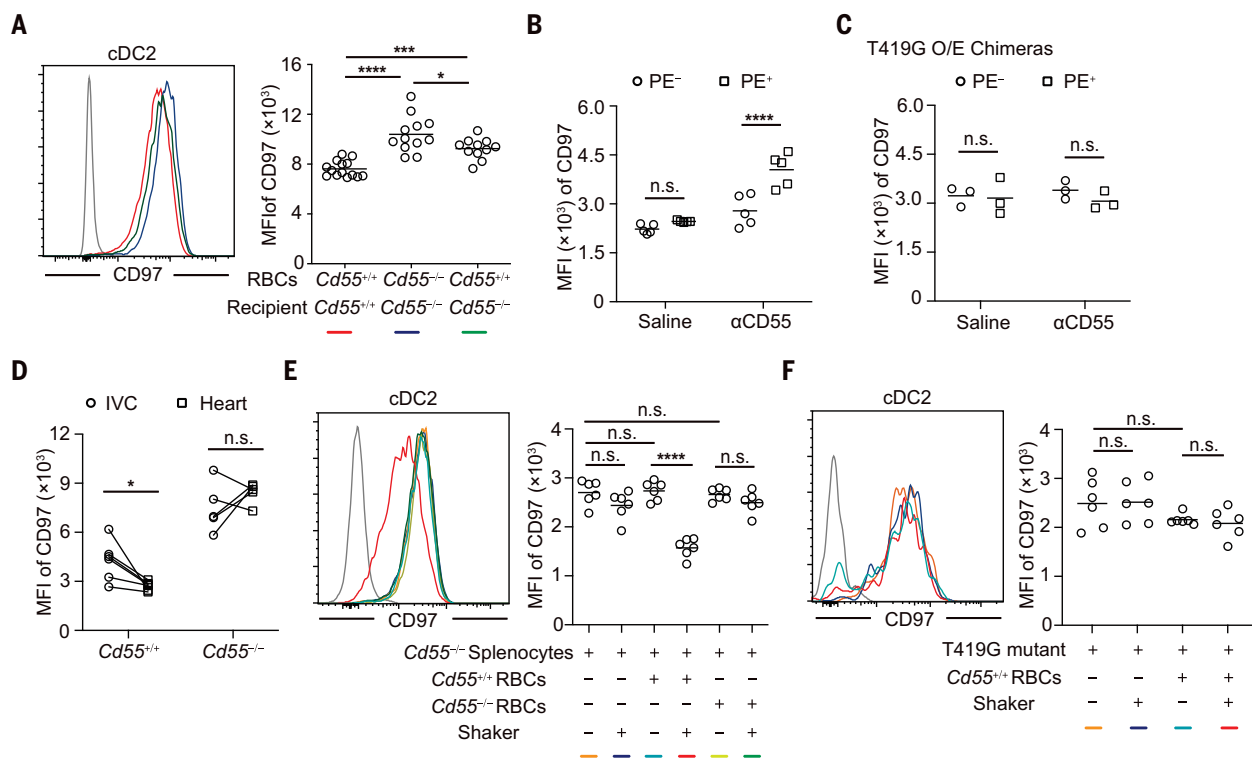 A
cDC2
CD97
MFIof CD97 (×10³)
16
12
8
4
0
***
****
*
RBCs Cd55+/+ Cd55−/− Cd55+/+
Recipient Cd55+/+ Cd55−/− Cd55−/−
B
PE− PE+
MFI (×10³) of CD97
6.0
4.5
3.0
1.5
0
n.s.
****
Saline αCD55
C
T419G O/E Chimeras
PE− PE+
MFI (×10³) of CD97
6.0
4.5
3.0
1.5
0
n.s.
n.s.
Saline αCD55
D
IVC Heart
MFI of CD97 (×10³)
12
9
6
3
0
*
n.s.
Cd55+/+ Cd55−/−
E
cDC2
CD97
MFI of CD97 (×10³)
4
3
2
1
0
n.s.
n.s.
n.s.
****
n.s.
Cd55−/− Splenocytes + + + + + +
Cd55+/+ RBCs − − + + − −
Cd55−/− RBCs − − − − + +
Shaker − + − + − +
F
cDC2
CD97
MFI of CD97 (×10³)
4
3
2
1
0
n.s.
n.s.
n.s.
T419G mutant + + + +
Cd55+/+ RBCs − − + +
Shaker − + − +